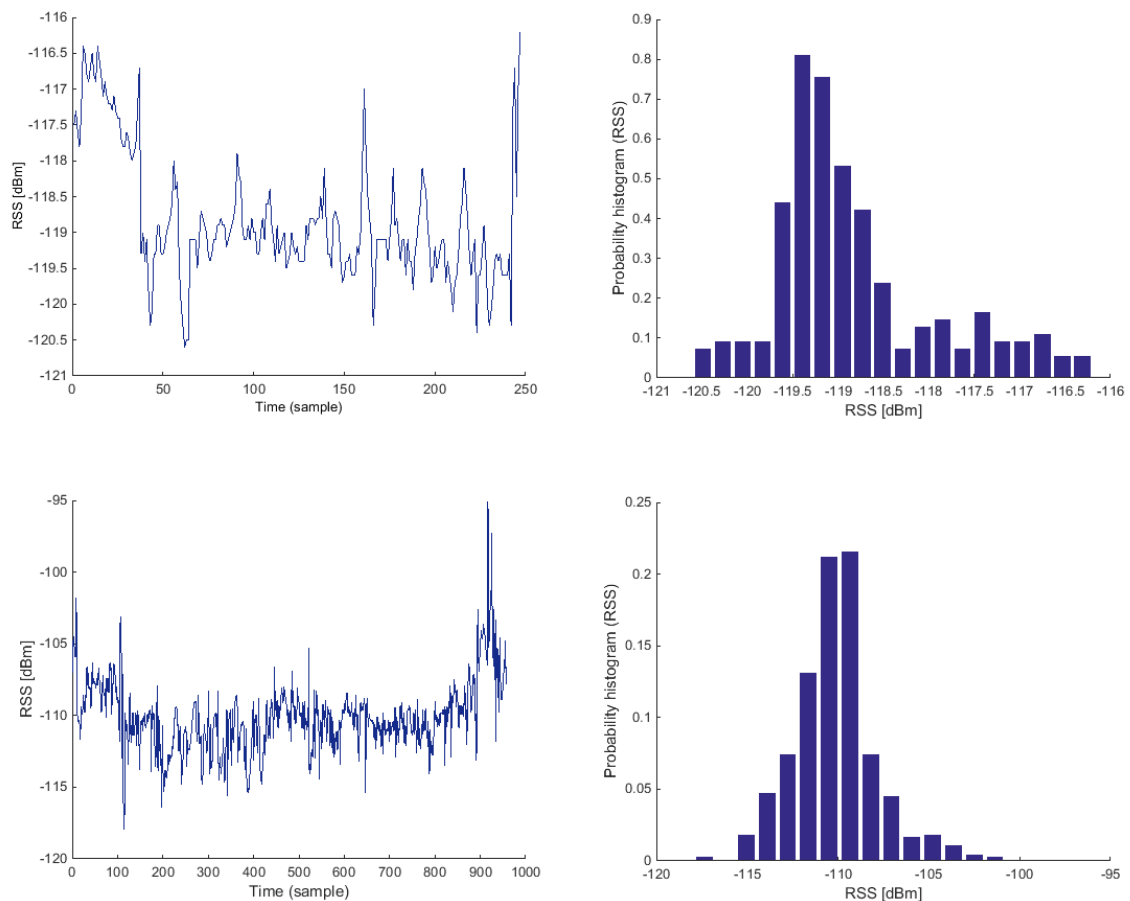 -116
-116.5
-117
-117.5
-118
-118.5
-119
-119.5
-120
-120.5
-121
RSS [dBm]
0 50 100 150 200 250
Time (sample)
0.9
0.8
0.7
0.6
0.5
0.4
0.3
0.2
0.1
0
Probability histogram (RSS)
-121 -120.5 -120 -119.5 -119 -118.5 -118 -117.5 -117 -116.5 -116
RSS [dBm]
-95
-100
-105
-110
-115
-120
RSS [dBm]
0 100 200 300 400 500 600 700 800 900 1000
Time (sample)
0.25
0.2
0.15
0.1
0.05
0
Probability histogram (RSS)
-120 -115 -110 -105 -100 -95
RSS [dBm]